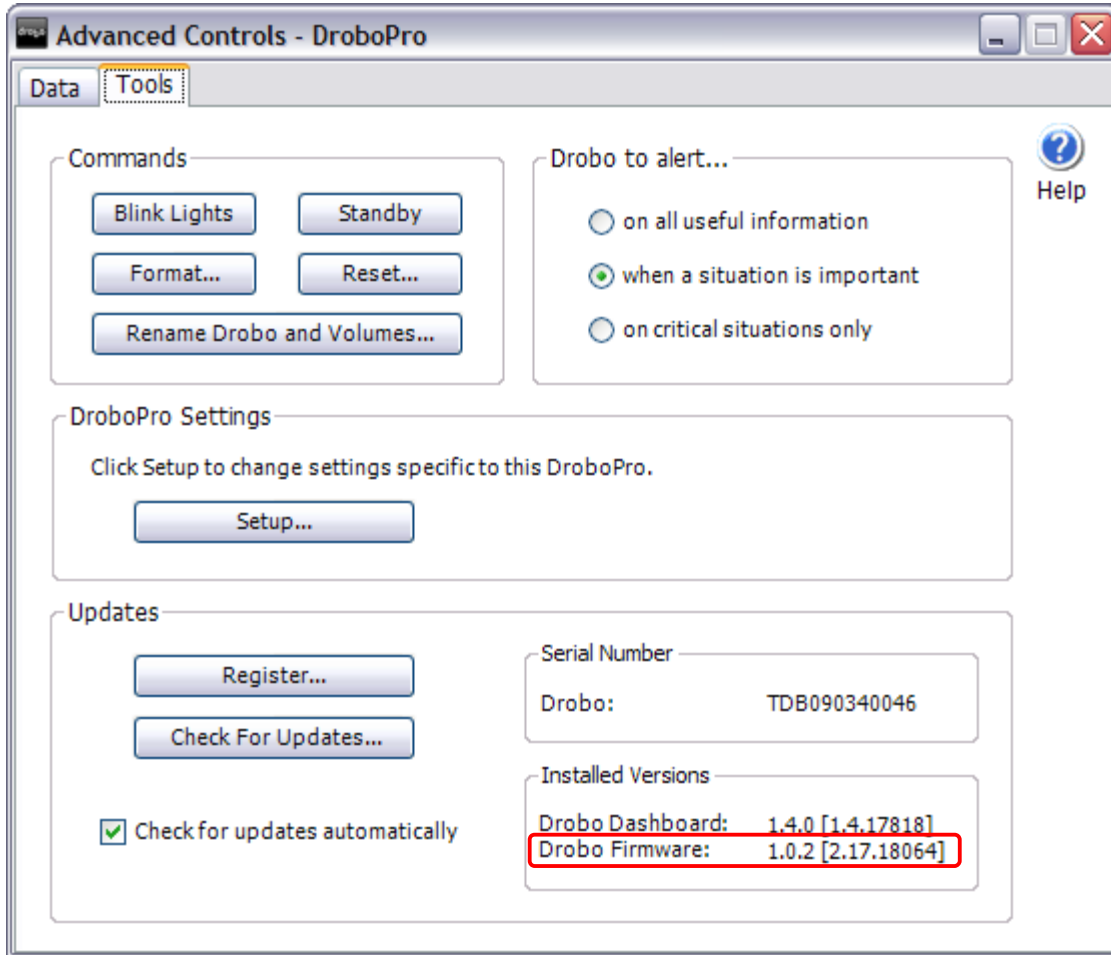 drobo Advanced Controls - DroboPro
Data Tools
Commands
Blink Lights Standby
Format... Reset...
Rename Drobo and Volumes...
Drobo to alert...
on all useful information
when a situation is important
on critical situations only
Help
DroboPro Settings
Click Setup to change settings specific to this DroboPro.
Setup...
Updates
Register...
Check For Updates...
Check for updates automatically
Serial Number
Drobo: TDB090340046
Installed Versions
Drobo Dashboard: 1.4.0 [1.4.17818]
Drobo Firmware: 1.0.2 [2.17.18064]